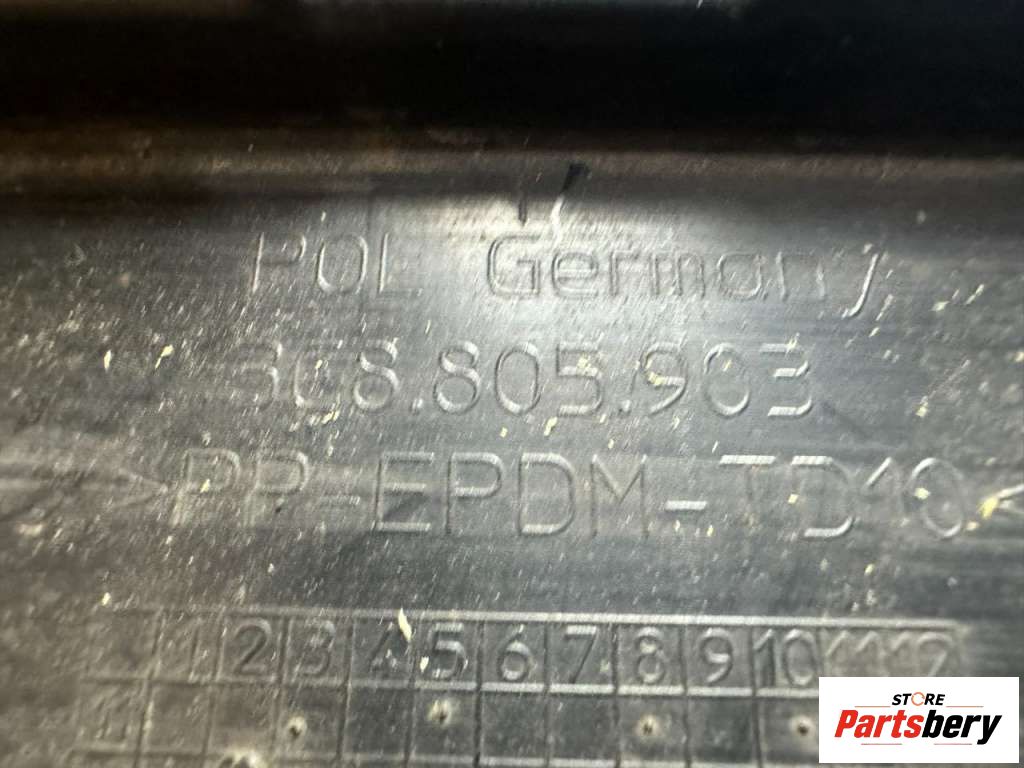 POL Germany
3C8.805.903
>PP-EPDM-TD10<
1 2 3 4 5 6 7 8 9 10 11 12
11
STORE
Partsbery